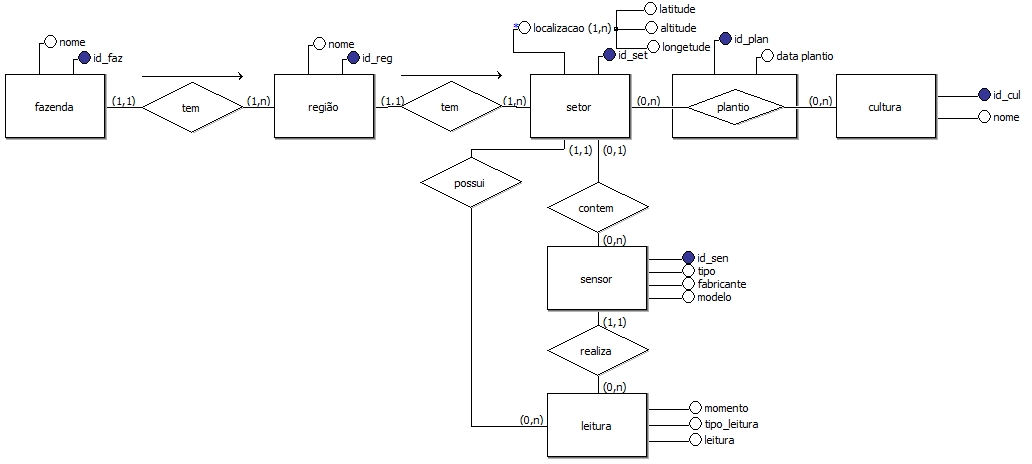 latitude
* localizacao (1,n)
altitude
longetude
nome
id_faz
nome
id_reg
id_set
id_plan
data plantio
fazenda
(1,1)
tem
(1,n)
região
(1,1)
tem
(1,n)
setor
(0,n)
plantio
(0,n)
cultura
id_cul
nome
(1,1)
(0,1)
possui
contem
(0,n)
sensor
id_sen
tipo
fabricante
modelo
(1,1)
realiza
(0,n)
(0,n)
leitura
momento
tipo_leitura
leitura